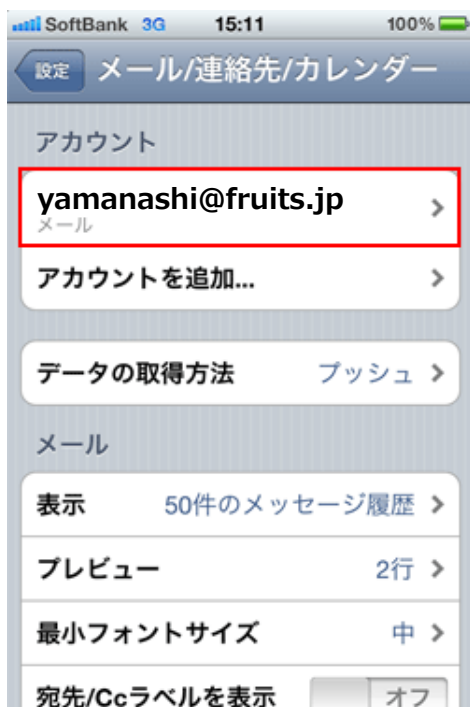 SoftBank 3G 15:11 100%
設定 メール/連絡先/カレンダー
アカウント
yamanashi@fruits.jp
メール
アカウントを追加...
データの取得方法 プッシュ
メール
表示 50件のメッセージ履歴
プレビュー 2行
最小フォントサイズ 中
宛先/Ccラベルを表示 オフ